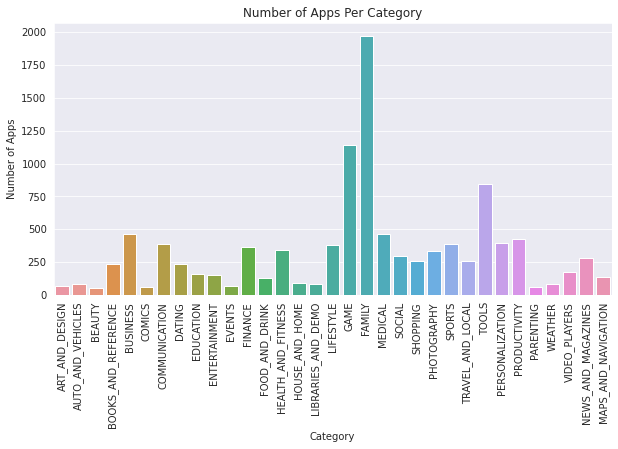 Number of Apps Per Category
Number of Apps
2000
1750
1500
1250
1000
750
500
250
0
ART_AND_DESIGN
AUTO_AND_VEHICLES
BEAUTY
BOOKS_AND_REFERENCE
BUSINESS
COMICS
COMMUNICATION
DATING
EDUCATION
ENTERTAINMENT
EVENTS
FINANCE
FOOD_AND_DRINK
HEALTH_AND_FITNESS
HOUSE_AND_HOME
LIBRARIES_AND_DEMO
LIFESTYLE
GAME
FAMILY
MEDICAL
SOCIAL
SHOPPING
PHOTOGRAPHY
SPORTS
TRAVEL_AND_LOCAL
TOOLS
PERSONALIZATION
PRODUCTIVITY
PARENTING
WEATHER
VIDEO_PLAYERS
NEWS_AND_MAGAZINES
MAPS_AND_NAVIGATION
Category